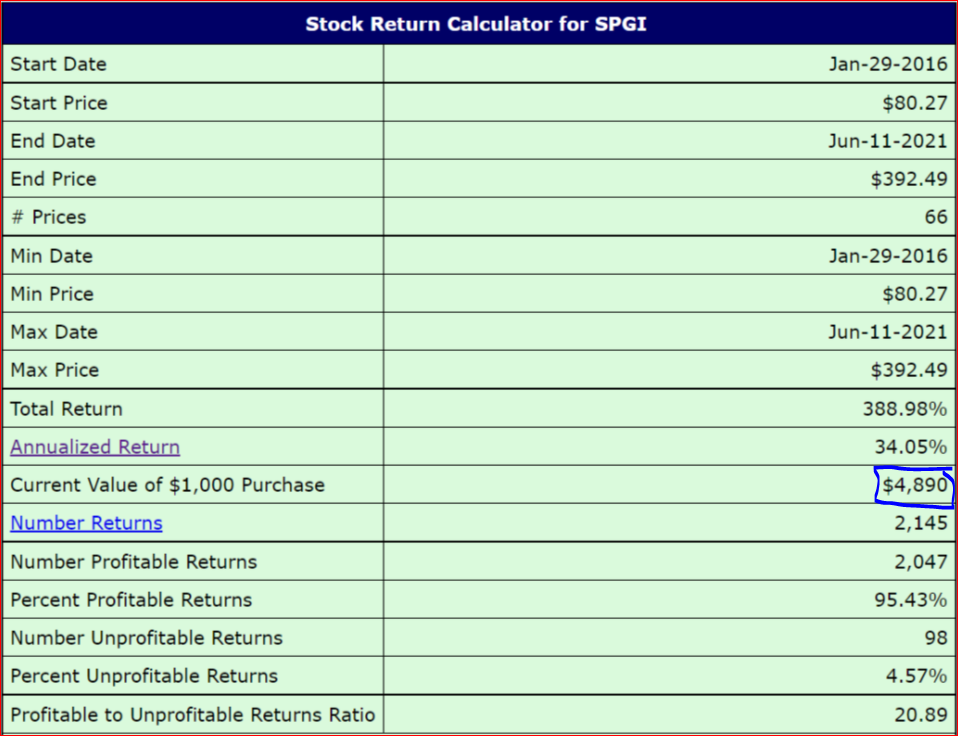 Stock Return Calculator for SPGI
Start Date Jan-29-2016
Start Price $80.27
End Date Jun-11-2021
End Price $392.49
# Prices 66
Min Date Jan-29-2016
Min Price $80.27
Max Date Jun-11-2021
Max Price $392.49
Total Return 388.98%
Annualized Return 34.05%
Current Value of $1,000 Purchase $4,890
Number Returns 2,145
Number Profitable Returns 2,047
Percent Profitable Returns 95.43%
Number Unprofitable Returns 98
Percent Unprofitable Returns 4.57%
Profitable to Unprofitable Returns Ratio 20.89